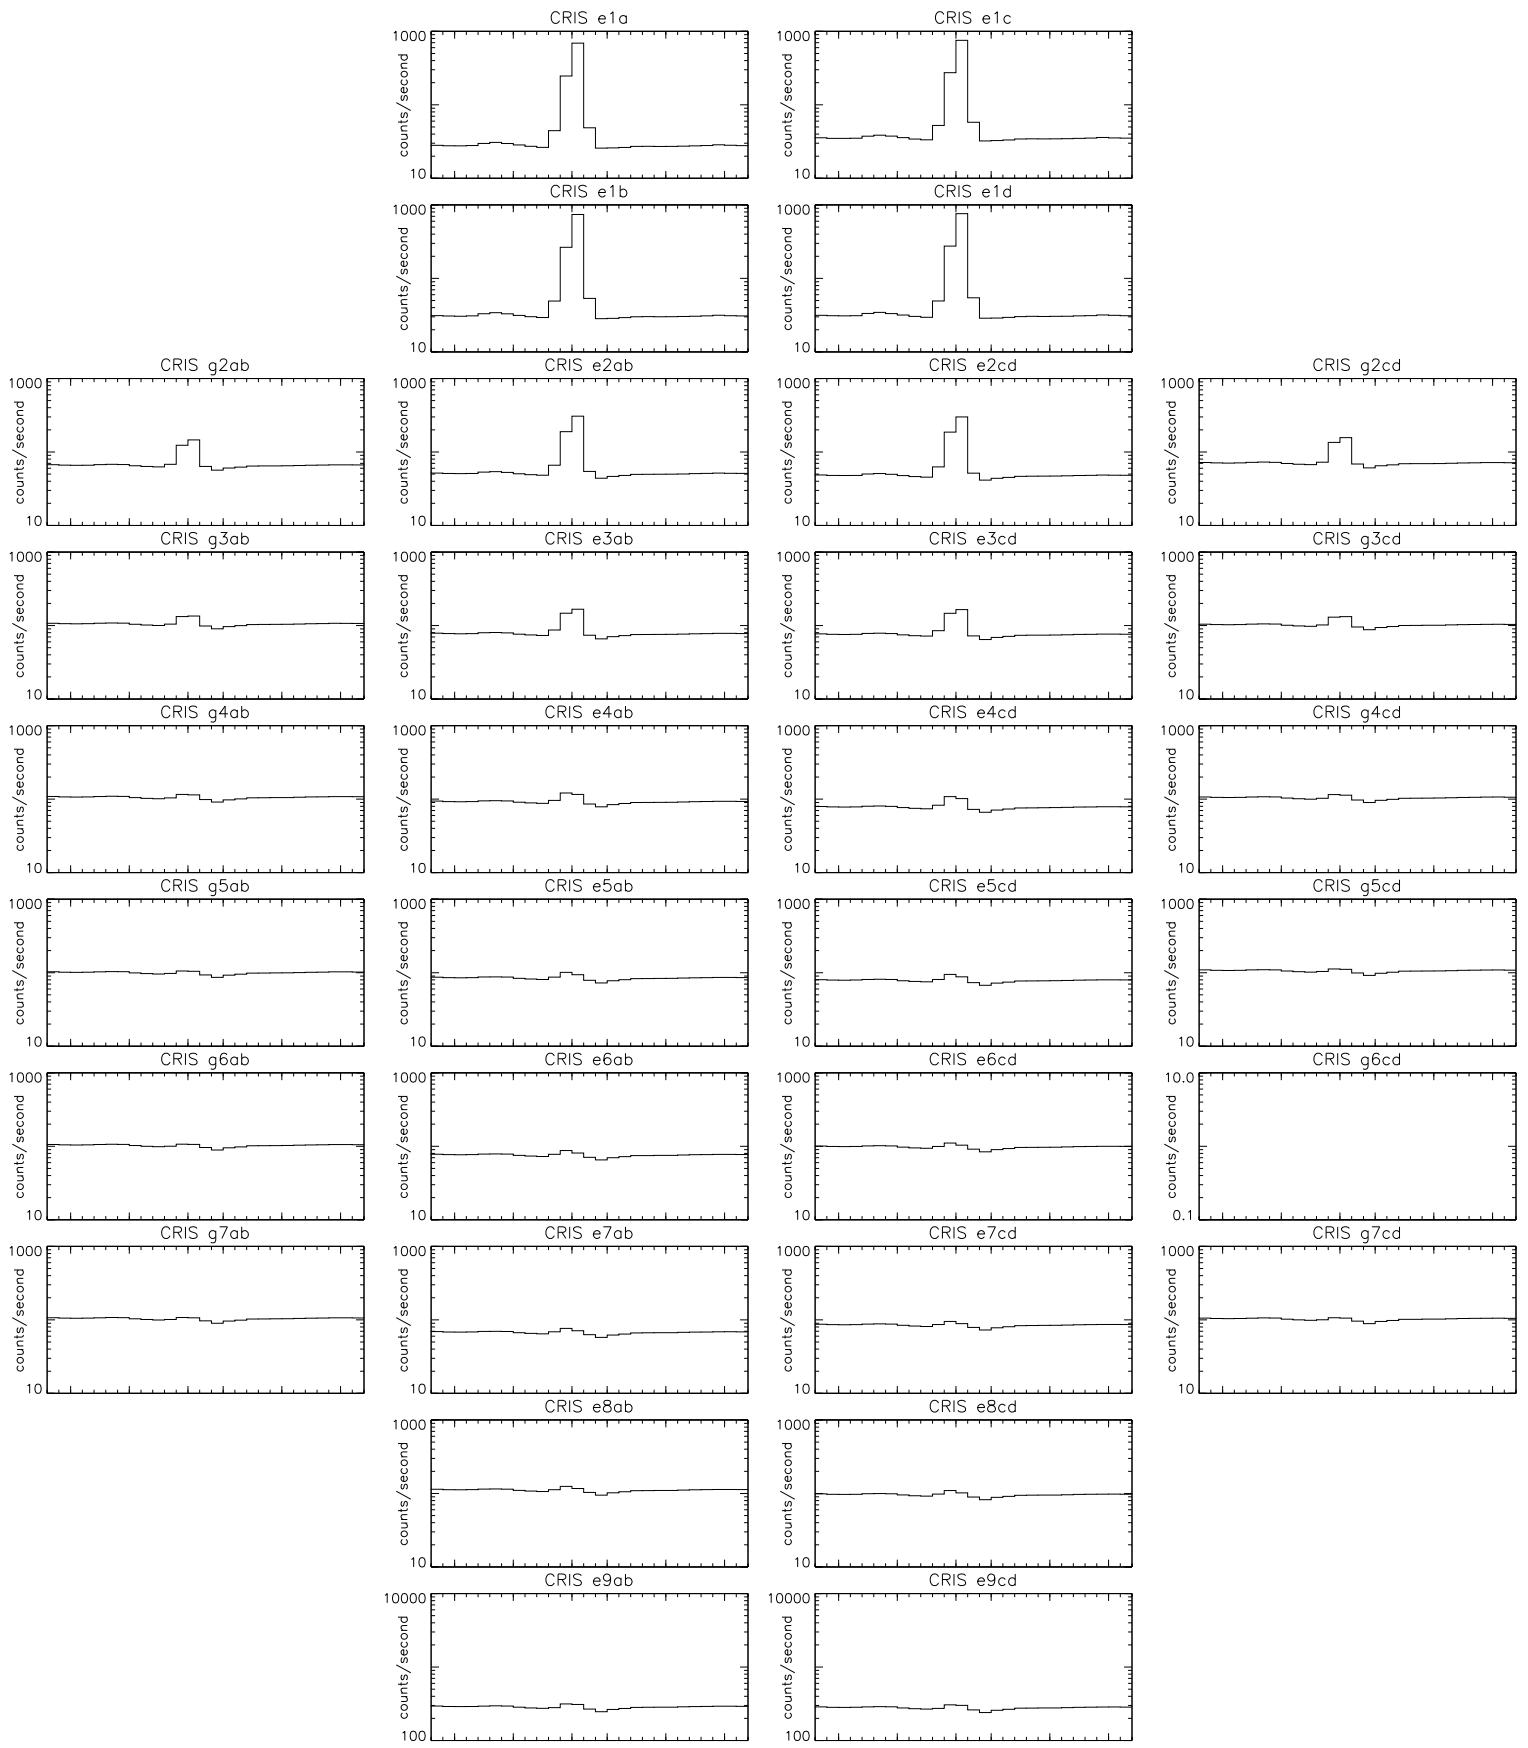 CRIS e1a
CRIS e1c
1000
counts/second
10
1000
counts/second
10
CRIS e1b
CRIS e1d
1000
counts/second
10
1000
counts/second
10
CRIS g2ab
CRIS e2ab
CRIS e2cd
CRIS g2cd
1000
counts/second
10
1000
counts/second
10
1000
counts/second
10
1000
counts/second
10
CRIS g3ab
CRIS e3ab
CRIS e3cd
CRIS g3cd
1000
counts/second
10
1000
counts/second
10
1000
counts/second
10
1000
counts/second
10
CRIS g4ab
CRIS e4ab
CRIS e4cd
CRIS g4cd
1000
counts/second
10
1000
counts/second
10
1000
counts/second
10
1000
counts/second
10
CRIS g5ab
CRIS e5ab
CRIS e5cd
CRIS g5cd
1000
counts/second
10
1000
counts/second
10
1000
counts/second
10
1000
counts/second
10
CRIS g6ab
CRIS e6ab
CRIS e6cd
CRIS g6cd
1000
counts/second
10
1000
counts/second
10
1000
counts/second
10
10.0
counts/second
0.1
CRIS g7ab
CRIS e7ab
CRIS e7cd
CRIS g7cd
1000
counts/second
10
1000
counts/second
10
1000
counts/second
10
1000
counts/second
10
CRIS e8ab
CRIS e8cd
1000
counts/second
10
1000
counts/second
10
CRIS e9ab
CRIS e9cd
10000
counts/second
100
10000
counts/second
100